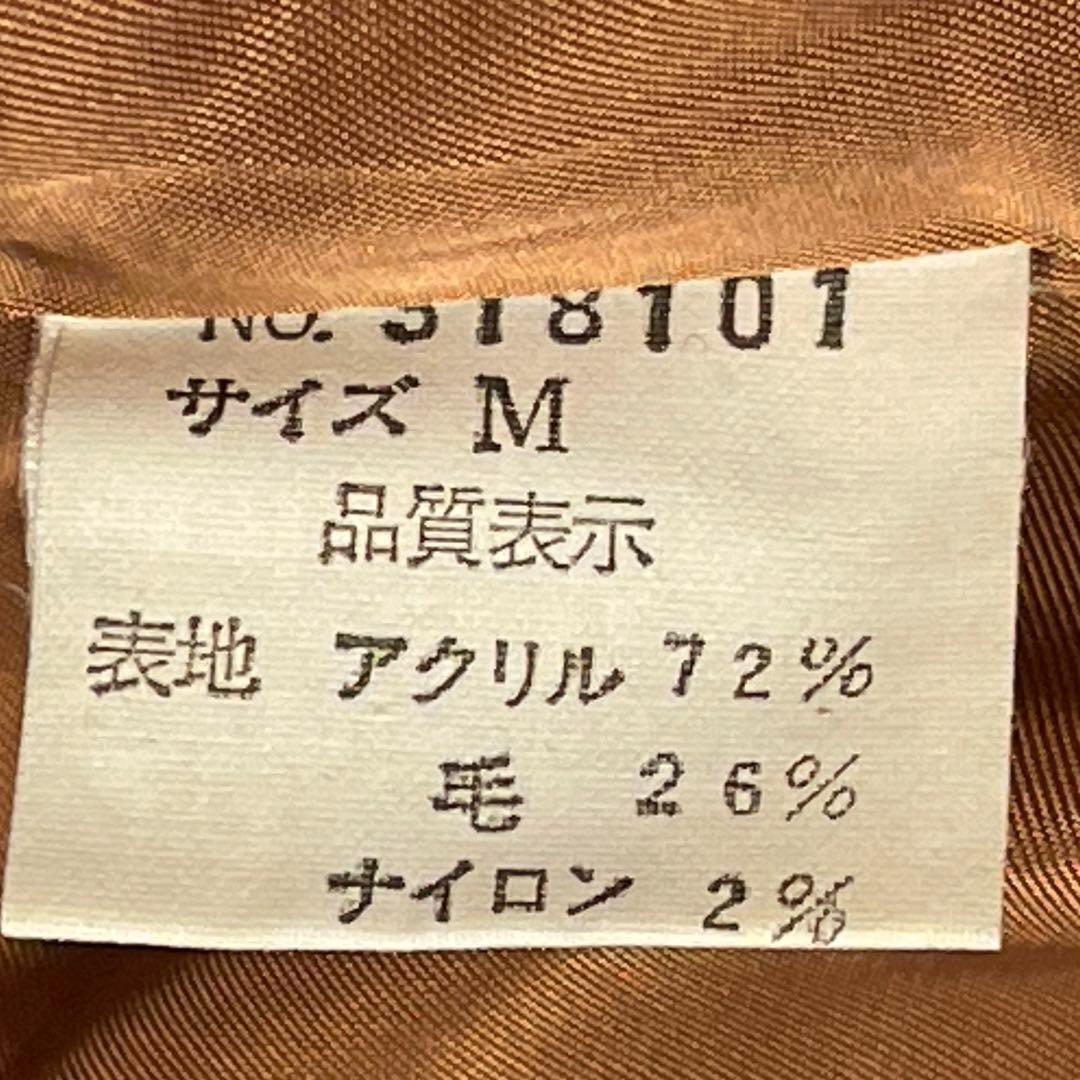 NO.
サイズ M
品質表示
表地 アクリル 72%
毛 26%
ナイロン 2%